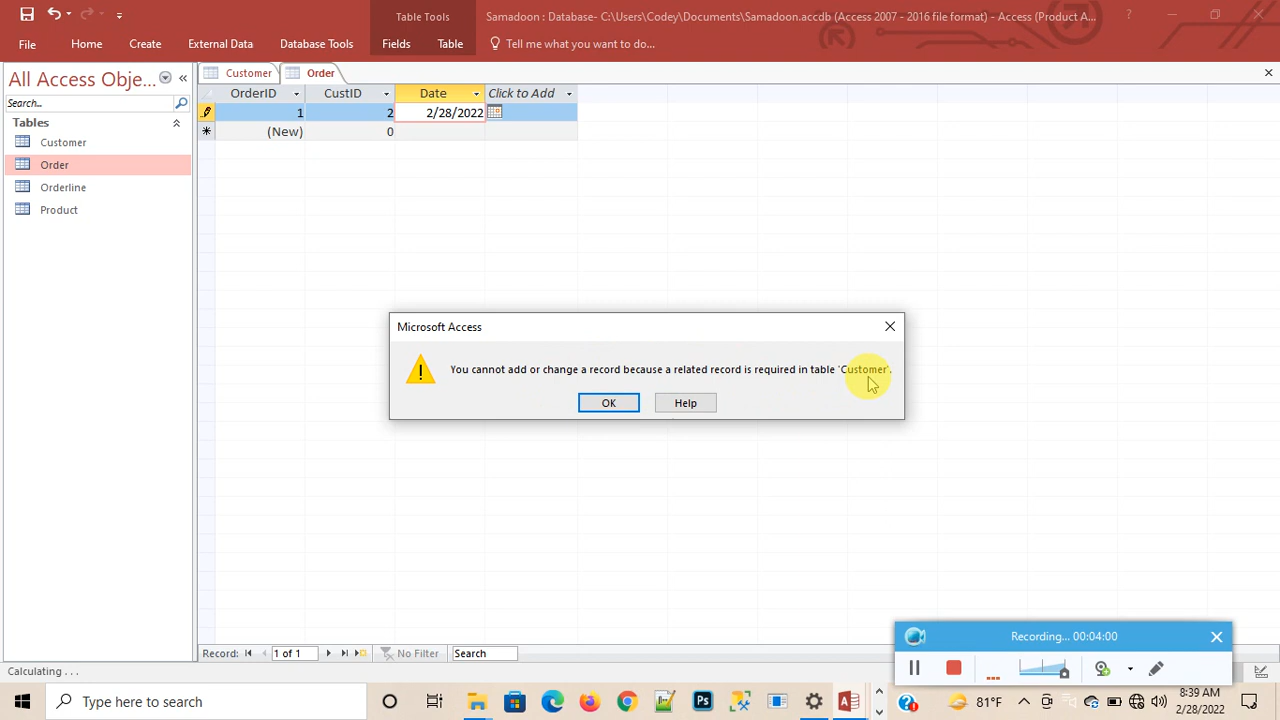 Table Tools
Samadoon : Database- C:\Users\Codey\Documents\Samadoon.accdb (Access 2007 - 2016 file format) - Access (Product A...
File Home Create External Data Database Tools Fields Table Tell me what you want to do...
All Access Obje...
Search...
Tables
Customer
Order
Orderline
Product
Customer Order
OrderID CustID Date Click to Add
1 2 2/28/2022
(New) 0
Microsoft Access
You cannot add or change a record because a related record is required in table 'Customer'.
OK Help
Record: 1 of 1 No Filter Search
Calculating . . .
Recording... 00:04:00
Type here to search
Ps
81°F
8:39 AM
2/28/2022